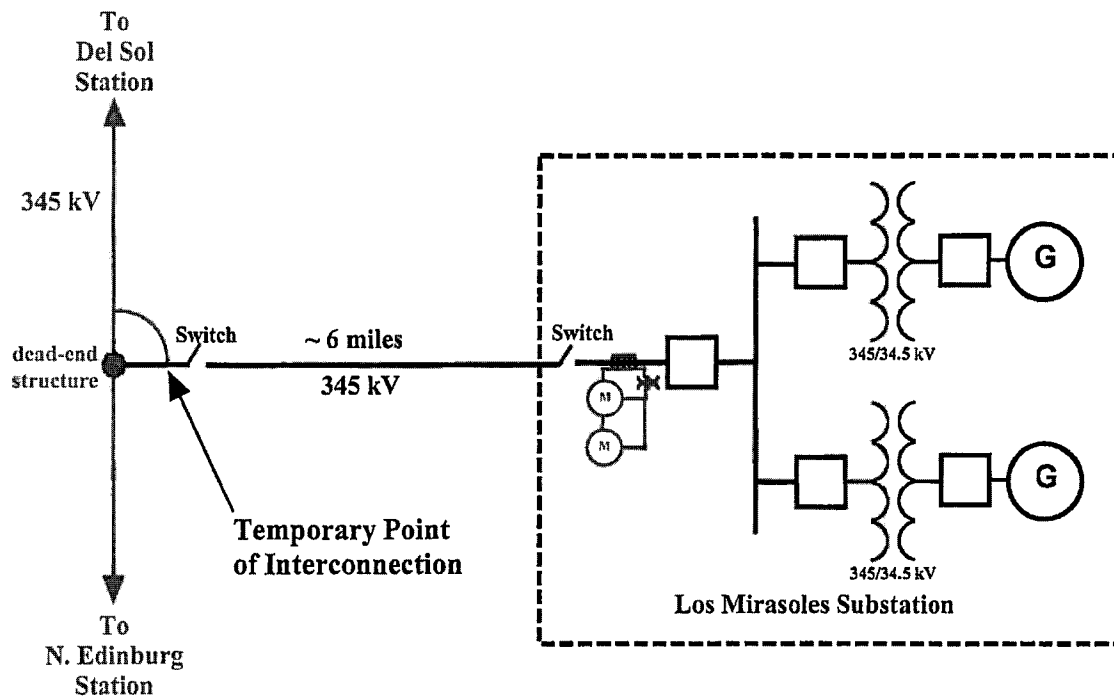 To
Del Sol
Station
345 kV
dead-end
structure
Switch
~ 6 miles
345 kV
Switch
M
M
G
345/34.5 kV
G
345/34.5 kV
Temporary Point
of Interconnection
Los Mirasoles Substation
To
N. Edinburg
Station